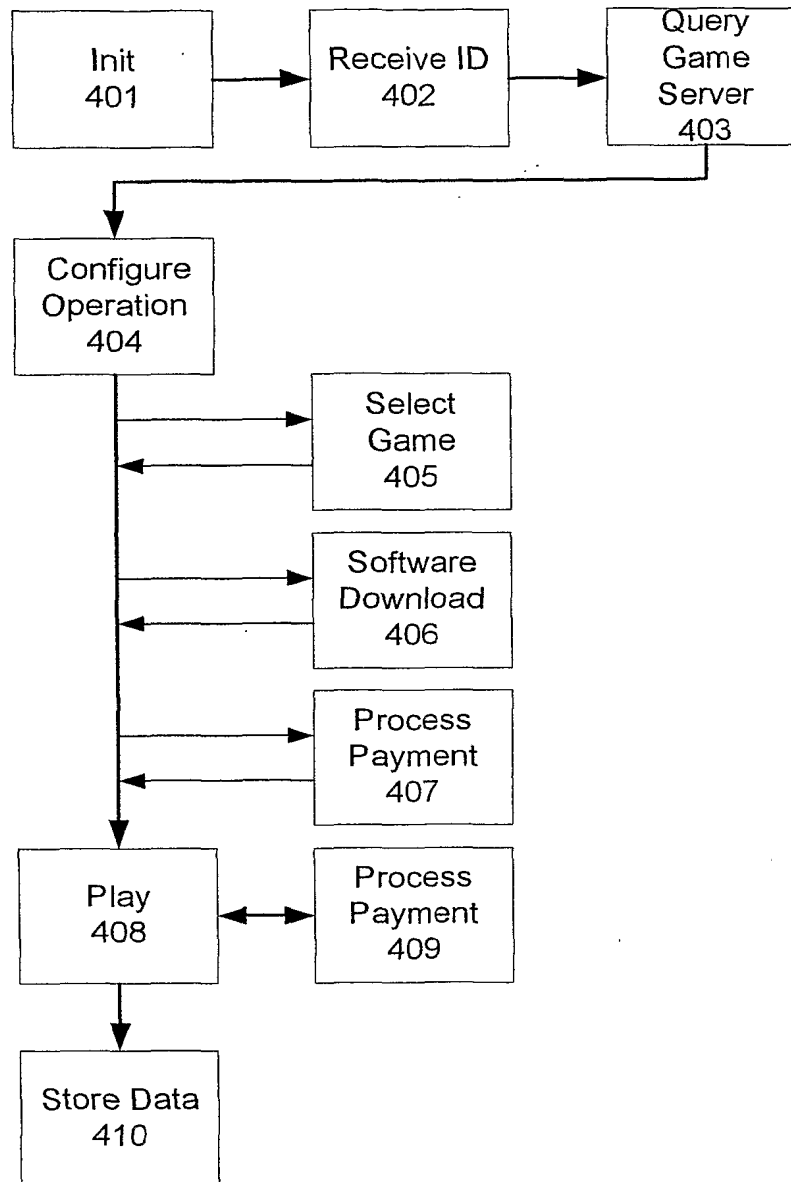 Init
401
Receive ID
402
Query
Game
Server
403
Configure
Operation
404
Select
Game
405
Software
Download
406
Process
Payment
407
Play
408
Process
Payment
409
Store Data
410